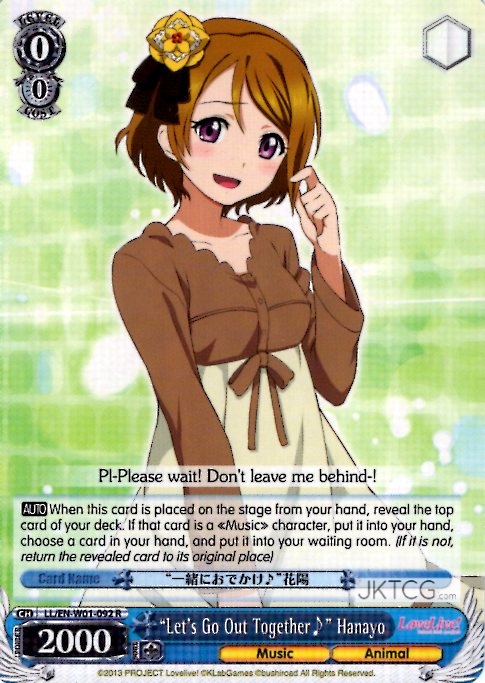 LEVEL
0
0
COST
Pl-Please wait! Don't leave me behind-!
AUTO When this card is placed on the stage from your hand, reveal the top
card of your deck. If that card is a «Music» character, put it into your hand,
choose a card in your hand, and put it into your waiting room. (If it is not,
return the revealed card to its original place)
Card Name "一緒におでかけ♪"花陽
JKTCG.com
CH LL/EN-W01-092 R
POWER 2000 "Let's Go Out Together♪" Hanayo LoveLive!
Music Animal
©2013 PROJECT Lovelive! ©KLabGames ©bushiroad All Rights Reserved.